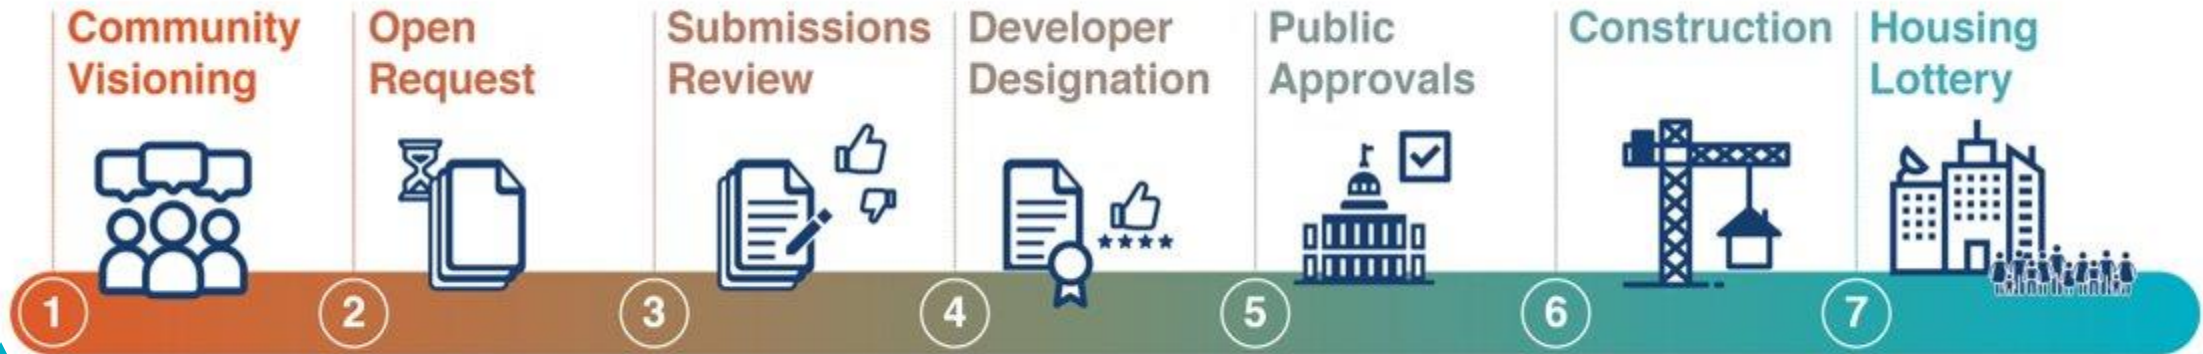 Community
Visioning
Open
Request
Submissions
Review
Developer
Designation
Public
Approvals
Construction
Housing
Lottery
1
2
3
4
5
6
7